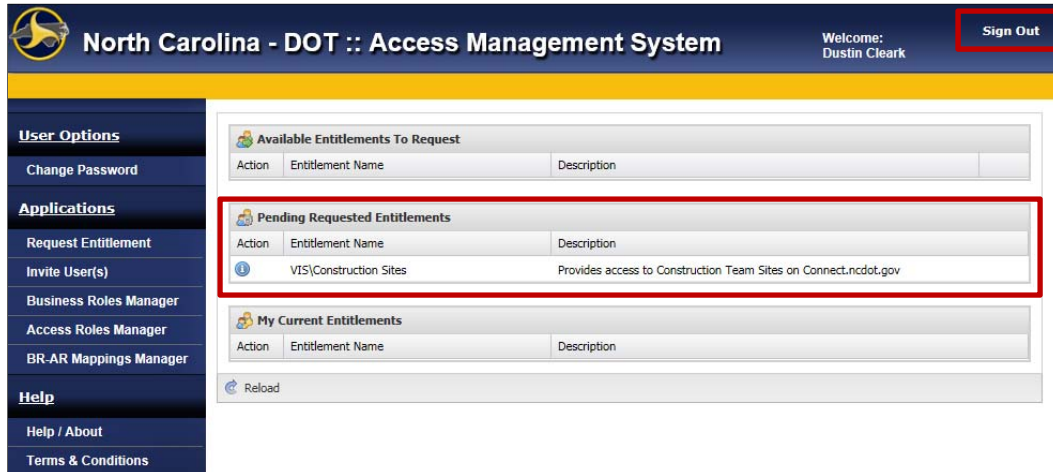 North Carolina - DOT :: Access Management System
Welcome:
Dustin Cleark
Sign Out
User Options
Change Password
Applications
Request Entitlement
Invite User(s)
Business Roles Manager
Access Roles Manager
BR-AR Mappings Manager
Help
Help / About
Terms & Conditions
Available Entitlements To Request
Action Entitlement Name Description
Pending Requested Entitlements
Action Entitlement Name Description
VIS\Construction Sites Provides access to Construction Team Sites on Connect.ncdot.gov
My Current Entitlements
Action Entitlement Name Description
Reload